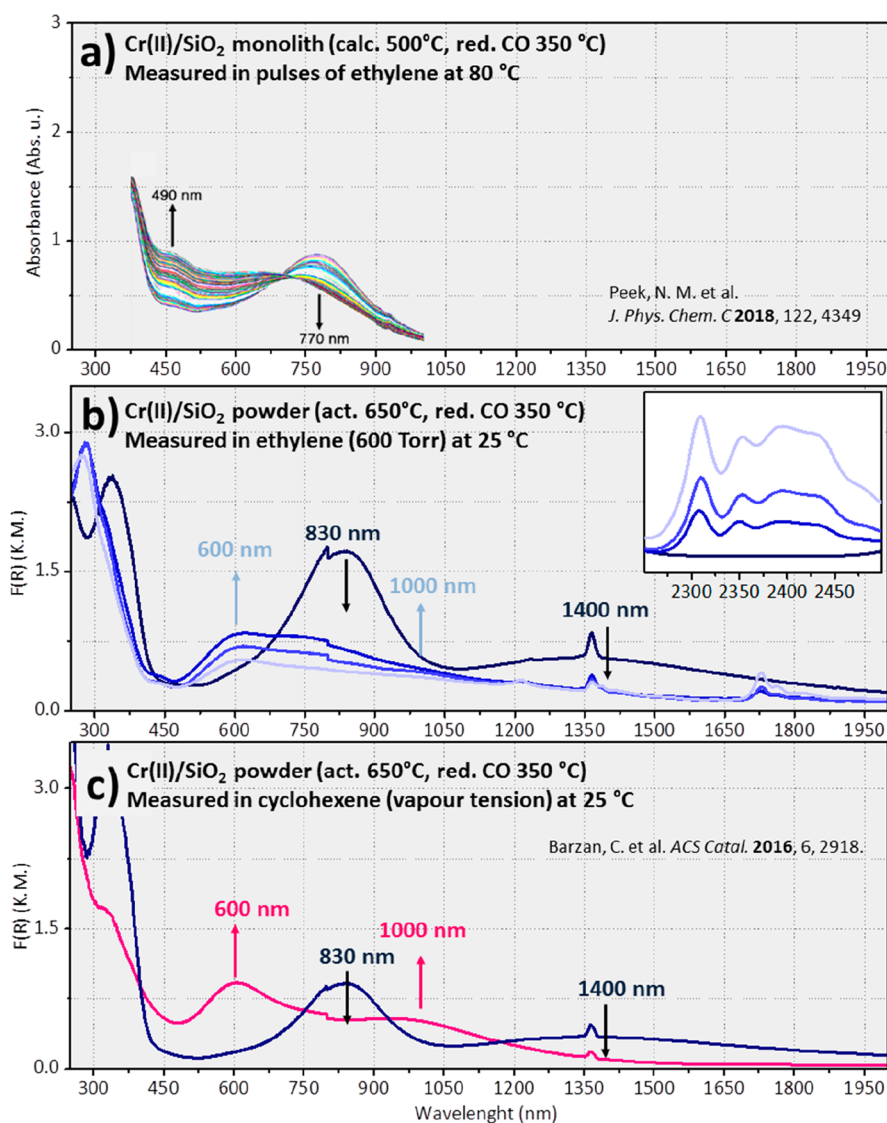 a) Cr(II)/SiO₂ monolith (calc. 500°C, red. CO 350 °C)
Measured in pulses of ethylene at 80 °C
3
2
1
0
Absorbance (Abs. u.)
490 nm
770 nm
Peek, N. M. et al.
J. Phys. Chem. C 2018, 122, 4349
300 450 600 750 900 1050 1200 1350 1500 1650 1800 1950
b) Cr(II)/SiO₂ powder (act. 650°C, red. CO 350 °C)
Measured in ethylene (600 Torr) at 25 °C
3.0
1.5
0.0
F(R) (K.M.)
600 nm
830 nm
1000 nm
1400 nm
2300 2350 2400 2450
300 450 600 750 900 1050 1200 1350 1500 1650 1800 1950
c) Cr(II)/SiO₂ powder (act. 650°C, red. CO 350 °C)
Measured in cyclohexene (vapour tension) at 25 °C
Barzan, C. et al. ACS Catal. 2016, 6, 2918.
3.0
1.5
0.0
F(R) (K.M.)
600 nm
830 nm
1000 nm
1400 nm
300 450 600 750 900 1050 1200 1350 1500 1650 1800 1950
Wavelenght (nm)